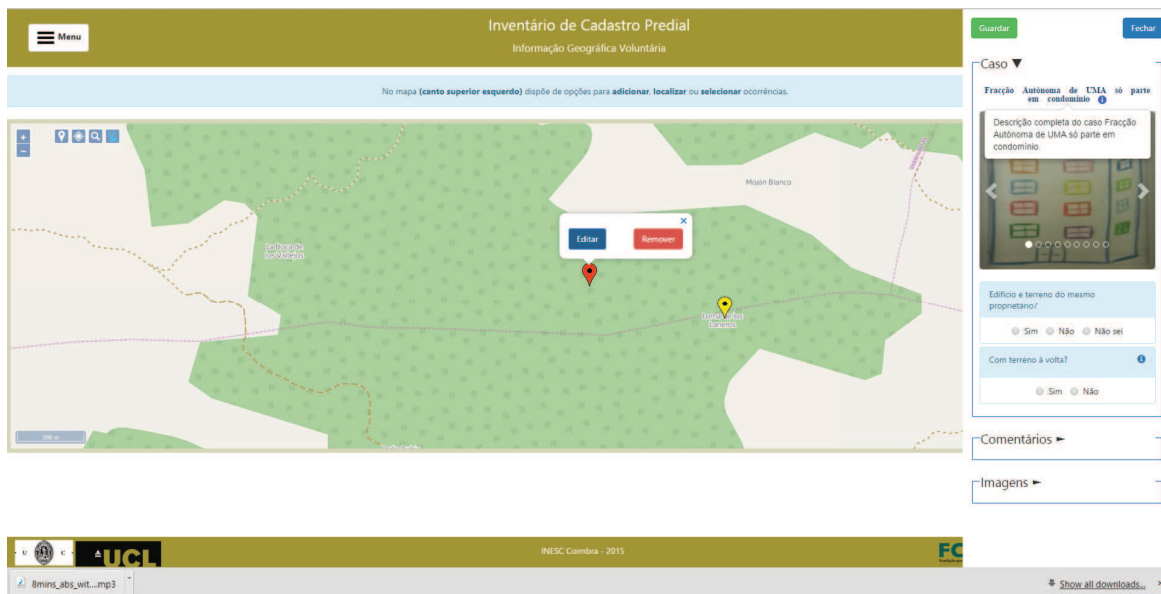 Menu
Inventário de Cadastro Predial
Informação Geográfica Voluntária
No mapa (canto superior esquerdo) dispõe de opções para adicionar, localizar ou selecionar ocorrências.
+
-
Mojón Blanco
La Boca de
los Vallejos
Editar
Remover
×
Laneros
Guardar
Fechar
Caso ▼
Fracção Autónoma de UMA só parte
em condomínio
Descrição completa do caso Fracção
Autónoma de UMA só parte em
condomínio.
Edifício e terreno do mesmo
proprietário?
Sim Não Não sei
Com terreno à volta?
Sim Não
Comentários ►
Imagens ►
U C
UCL
INESC Coimbra - 2015
FC
8mins_abs_wit....mp3
Show all downloads...
×